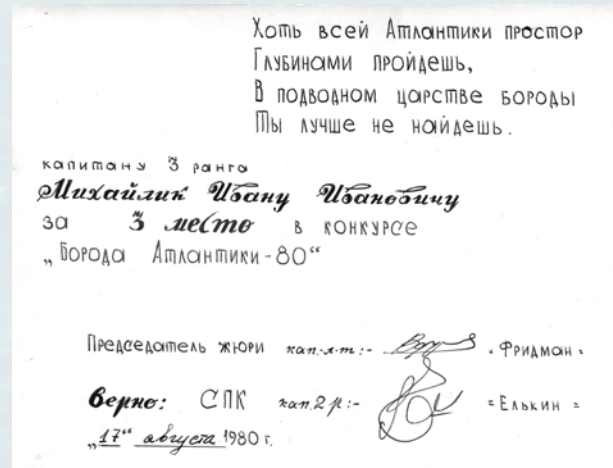 Хоть всей Атлантики простор
Глубинами пройдешь,
В подводном царстве бороды
Ты лучше не найдешь.
капитану 3 ранга
Михайлик Ивану Ивановичу
за 3 место в конкурсе
„Борода Атлантики-80“
Председатель жюри кап.-л-т:- - Фридман -
Верно: СПК кап. 2 р:- = Елькин =
„17“ августа 1980 г.